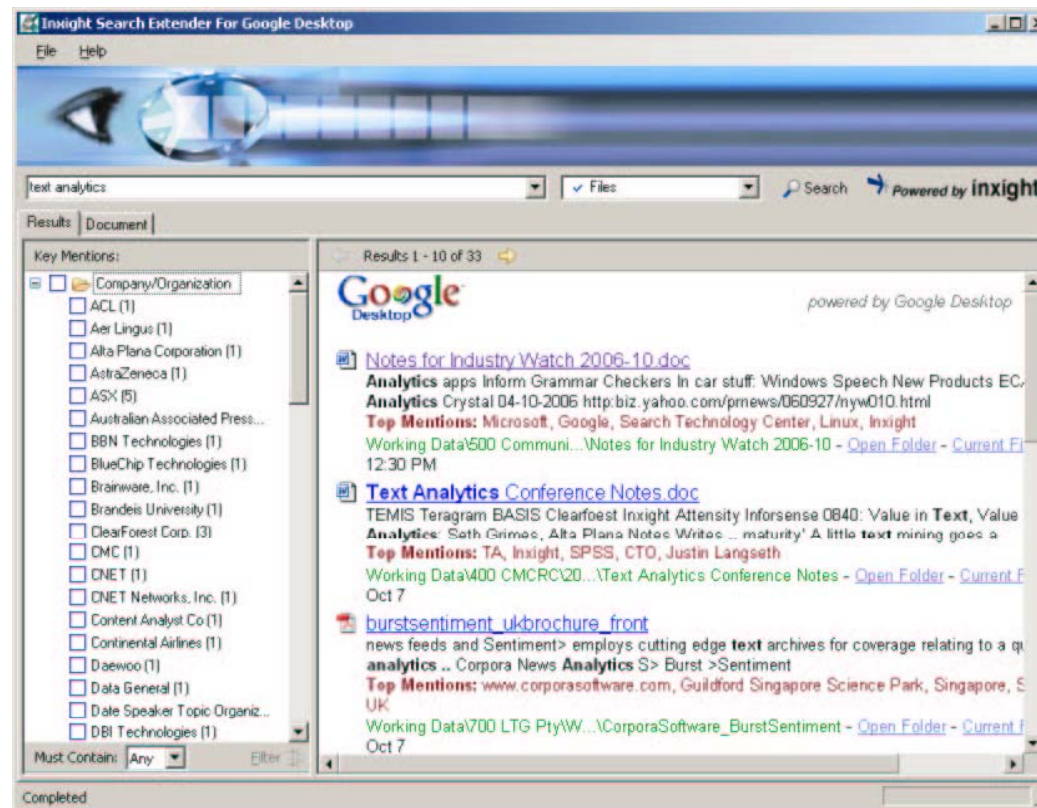 Inxight Search Extender For Google Desktop
File Help
text analytics
Files
Search
Powered by inxight
Results Document
Key Mentions:
Company/Organization
ACL (1)
Aer Lingus (1)
Alta Plana Corporation (1)
AstraZeneca (1)
ASX (5)
Australian Associated Press...
BBN Technologies (1)
BlueChip Technologies (1)
Brainware, Inc. (1)
Brandeis University (1)
ClearForest Corp. (3)
CMC (1)
CNET (1)
CNET Networks, Inc. (1)
Content Analyst Co (1)
Continental Airlines (1)
Daewoo (1)
Data General (1)
Date Speaker Topic Organiz...
DBI Technologies (1)
Must Contain: Any Filter
Results 1 - 10 of 33
Google
Desktop
powered by Google Desktop
Notes for Industry Watch 2006-10.doc
Analytics apps Inform Grammar Checkers In car stuff: Windows Speech New Products EC
Analytics Crystal 04-10-2006 http:biz.yahoo.com/prnews/060927/nyw010.html
Top Mentions: Microsoft, Google, Search Technology Center, Linux, Inxight
Working Data\500 Communi...\Notes for Industry Watch 2006-10 - Open Folder - Current Fi
12:30 PM
Text Analytics Conference Notes.doc
TEMIS Teragram BASIS Clearfoest Inxight Attensity Inforsense 0840: Value in Text, Value
Analytics: Seth Grimes, Alta Plana Notes Writes .. maturity' A little text mining goes a
Top Mentions: TA, Inxight, SPSS, CTO, Justin Langseth
Working Data\400 CMCRC\20...\Text Analytics Conference Notes - Open Folder - Current F
Oct 7
burstsentiment_ukbrochure_front
news feeds and Sentiment> employs cutting edge text archives for coverage relating to a qu
analytics .. Corpora News Analytics S> Burst >Sentiment
Top Mentions: www.corporasoftware.com, Guildford Singapore Science Park, Singapore, S
UK
Working Data\700 LTG Pty\W...\CorporaSoftware_BurstSentiment - Open Folder - Current F
Oct 7
Completed